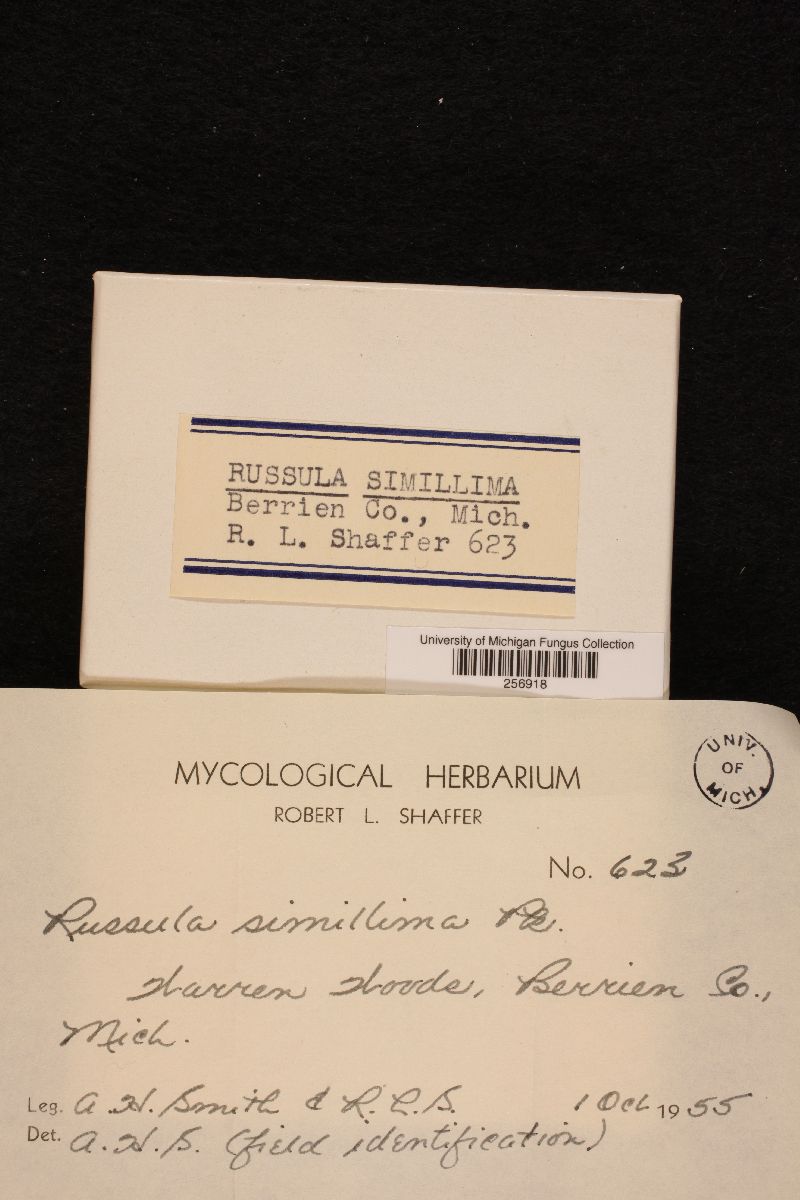 RUSSULA SIMILLIMA
Berrien Co., Mich.
R. L. Shaffer 623
University of Michigan Fungus Collection
256918
UNIV. OF MICH.
MYCOLOGICAL HERBARIUM
ROBERT L. SHAFFER
No. 623
Russula simillima Pk.
Warren Woods, Berrien Co.,
Mich.
Leg. A. H. Smith & R. L. S. 1 Oct 1955
Det. A. H. S. (field identification)